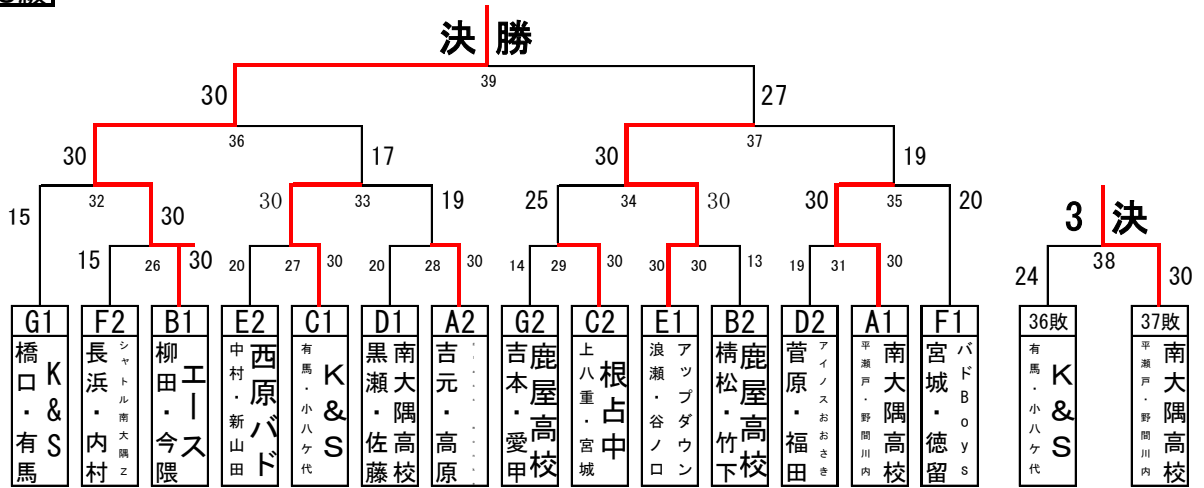 決 勝
39
30
27
36
37
30
17
30
19
32
33
34
35
15
30
30
19
25
30
30
20
3 決
15
26
30
20
27
30
20
28
30
14
29
30
30
30
13
19
31
30
24
38
30
G1
F2
B1
E2
C1
D1
A2
G2
C2
E1
B2
D2
A1
F1
36敗
37敗
K&S
橋口・有馬
シャトル南大隅Z
長浜・内村
エース
柳田・今隈
西原バド
中村・新山田
K&S
有馬・小八ケ代
南大隅高校
黒瀬・佐藤
吉元・高原
鹿屋高校
吉本・愛甲
根占中
上八重・宮城
アップダウン
浪瀬・谷ノ口
鹿屋高校
棈松・竹下
アイノスおおさき
菅原・福田
南大隅高校
平瀬戸・野間川内
バドBoys
宮城・徳留
K&S
有馬・小八ケ代
南大隅高校
平瀬戸・野間川内